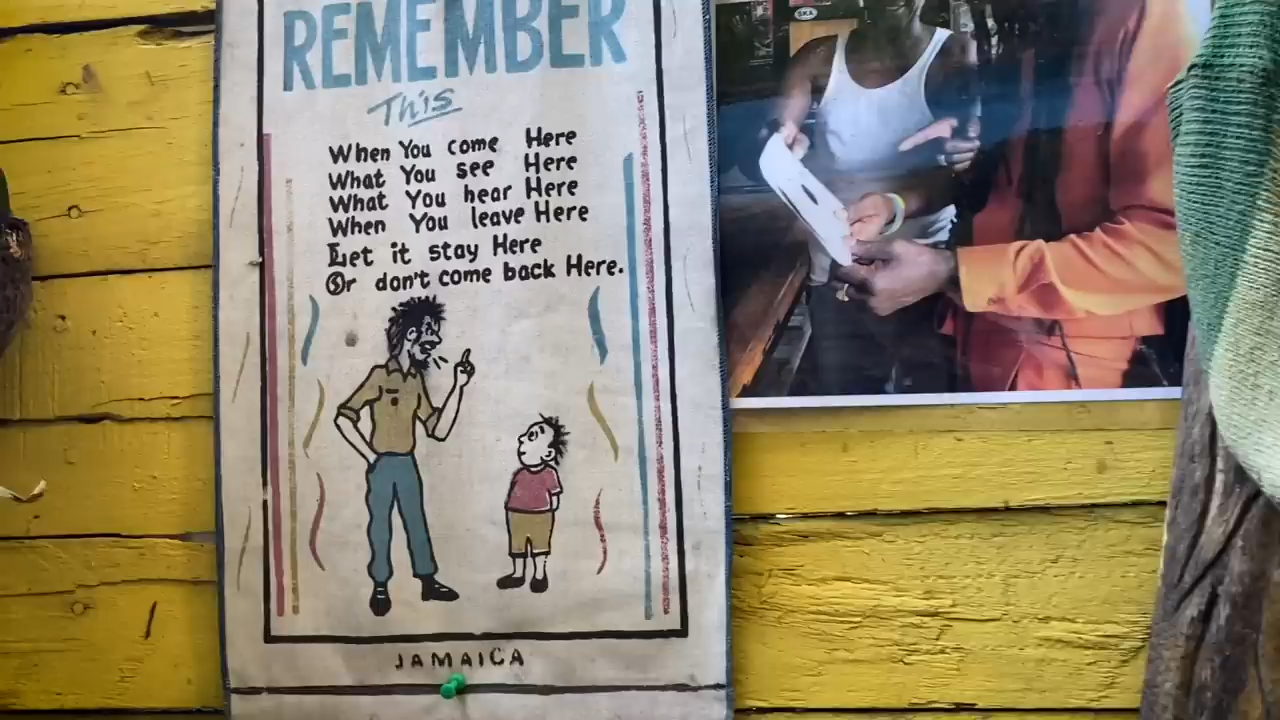 REMEMBER
This
When You come Here
What You see Here
What You hear Here
When You leave Here
Let it stay Here
Or don't come back Here.
JAMAICA
SKA